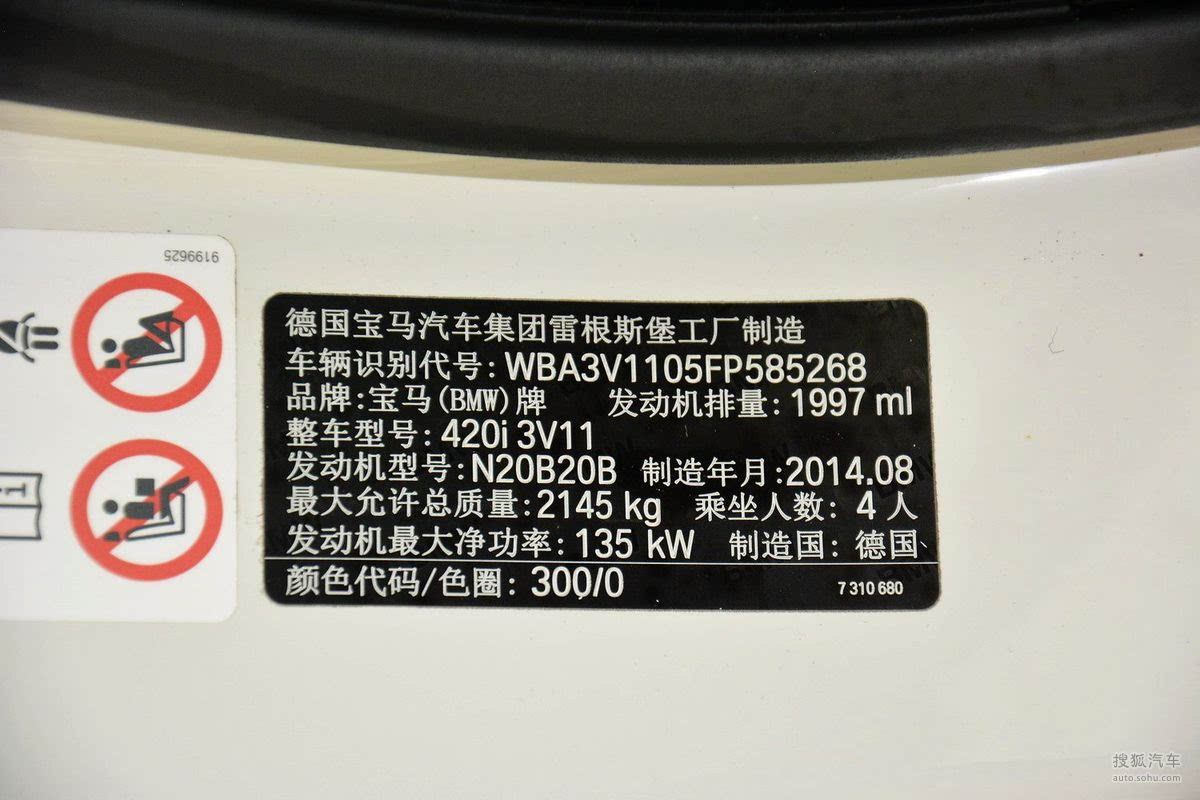 9199625
德国宝马汽车集团雷根斯堡工厂制造
车辆识别代号: WBA3V1105FP585268
品牌:宝马(BMW)牌 发动机排量: 1997 ml
整车型号: 420i 3V11
发动机型号: N20B20B 制造年月:2014.08
最大允许总质量:2145 kg 乘坐人数: 4 人
发动机最大净功率: 135 kW 制造国: 德国
颜色代码/色圈: 300/0 7 310 680
搜狐汽车
auto.sohu.com